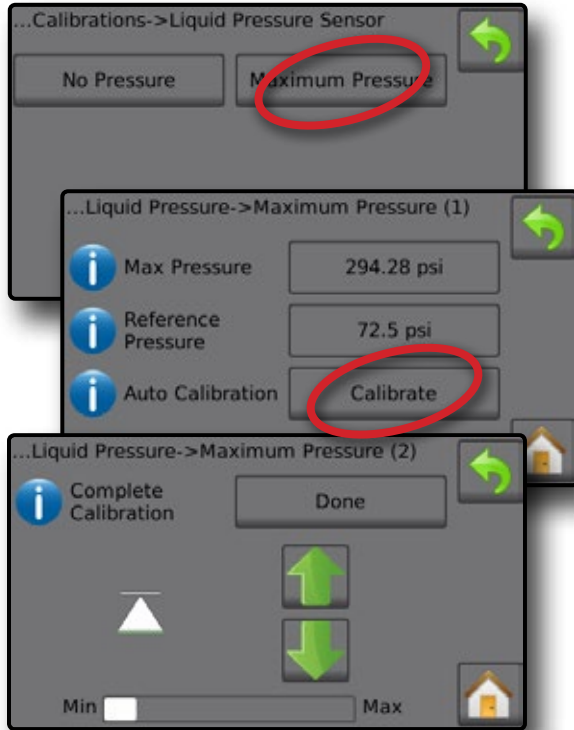 ...Calibrations->Liquid Pressure Sensor
No Pressure
Maximum Pressure
...Liquid Pressure->Maximum Pressure (1)
Max Pressure
294.28 psi
Reference
Pressure
72.5 psi
Auto Calibration
Calibrate
...Liquid Pressure->Maximum Pressure (2)
Complete
Calibration
Done
Min
Max